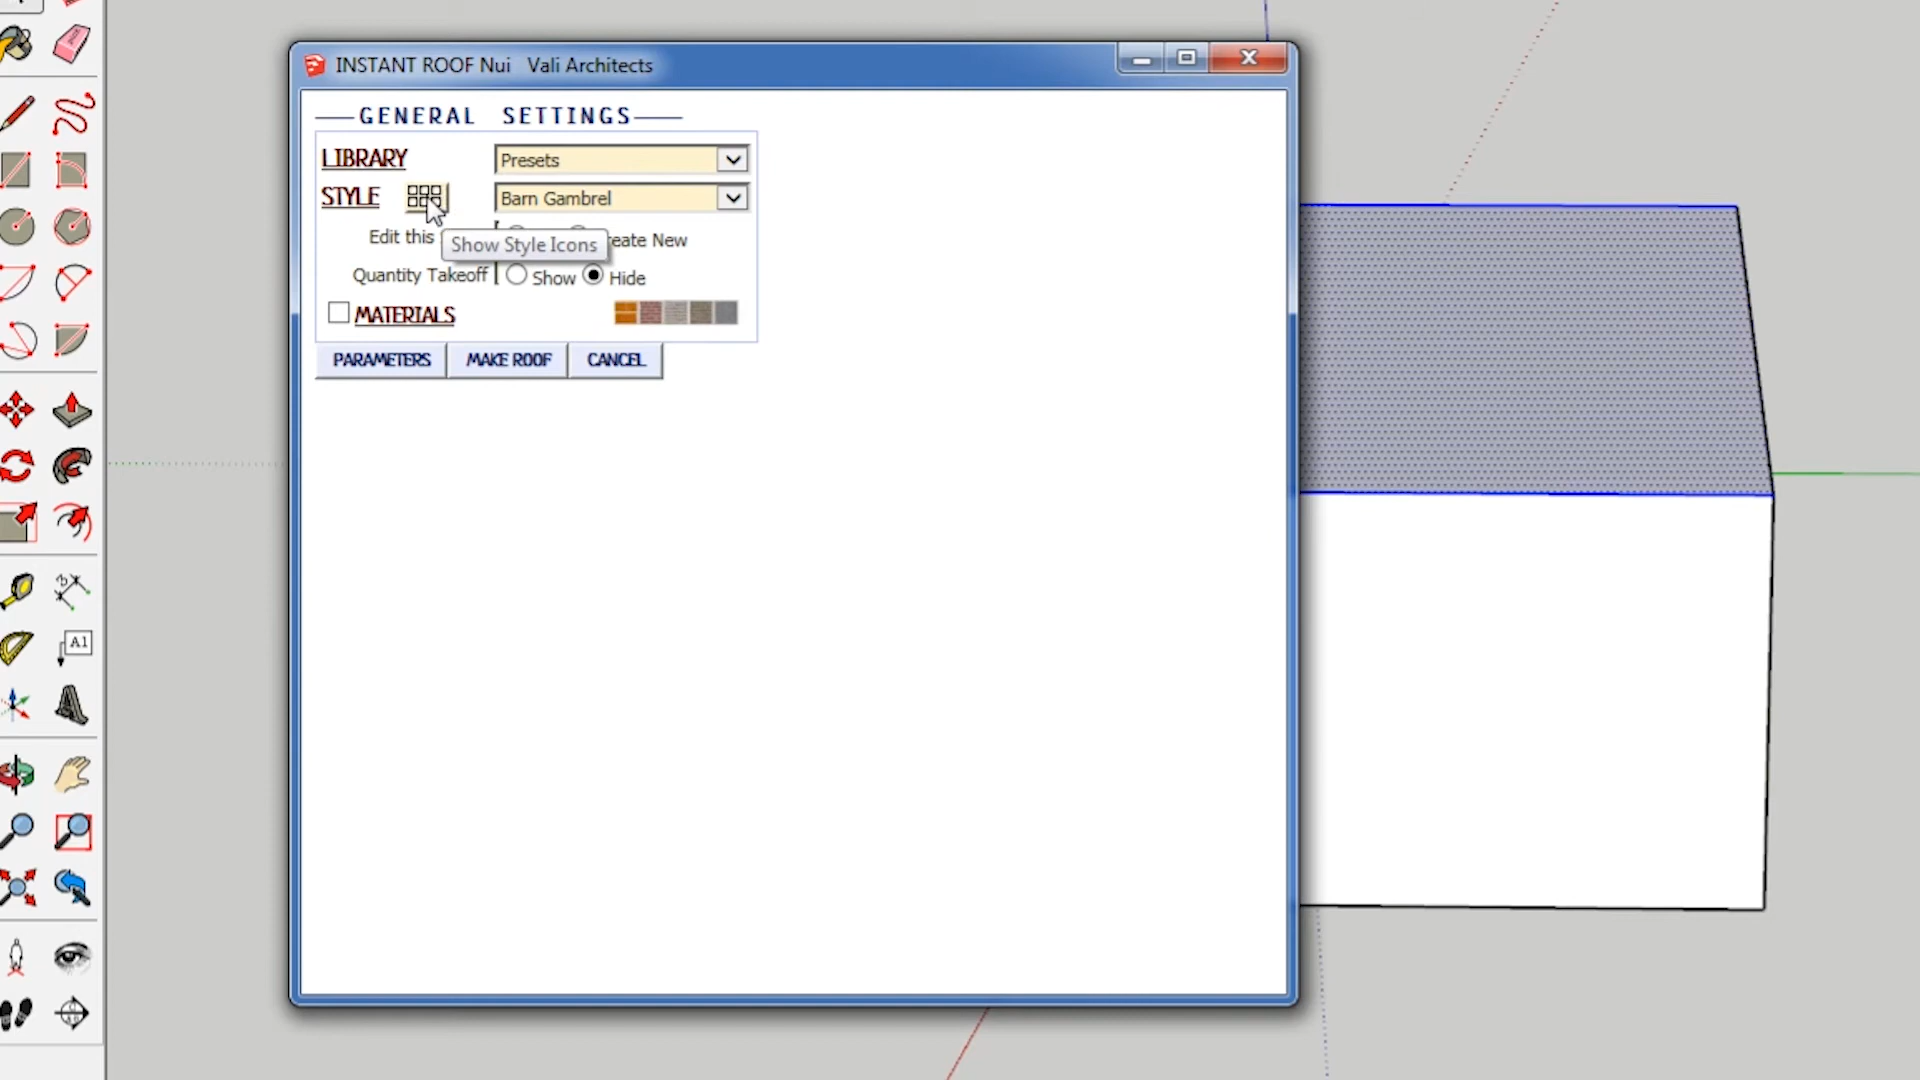 INSTANT ROOF Nui Vali Architects
GENERAL SETTINGS
LIBRARY Presets
STYLE Barn Gambrel
Edit this reate New
Show Style Icons
Quantity Takeoff Show Hide
MATERIALS
PARAMETERS MAKE ROOF CANCEL
A1